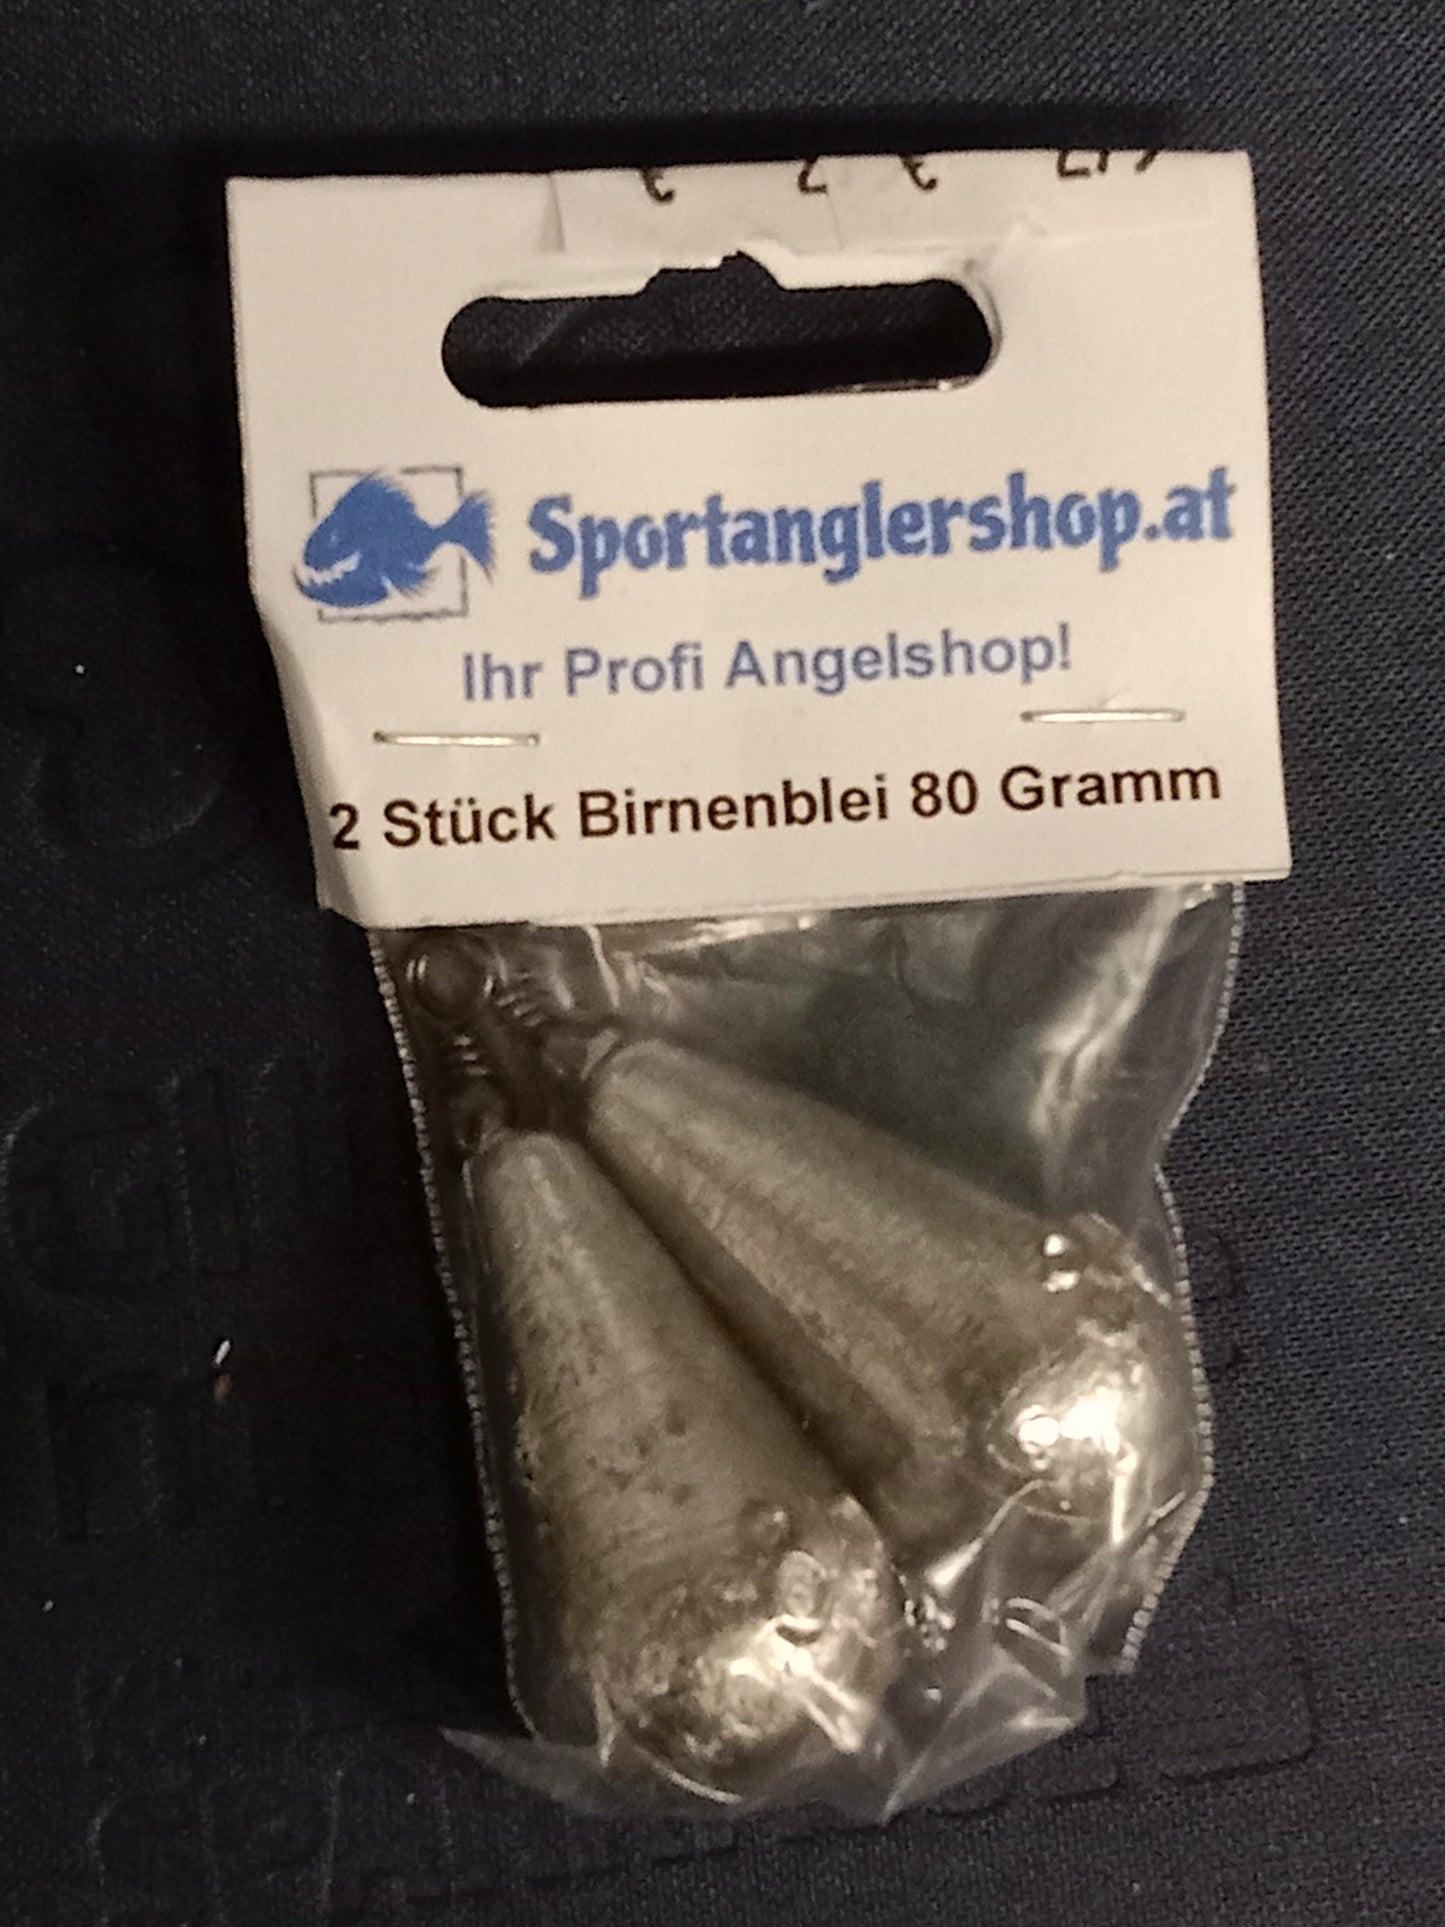 Sportanglershop.at
Ihr Profi Angelshop!
2 Stück Birnenblei 80 Gramm